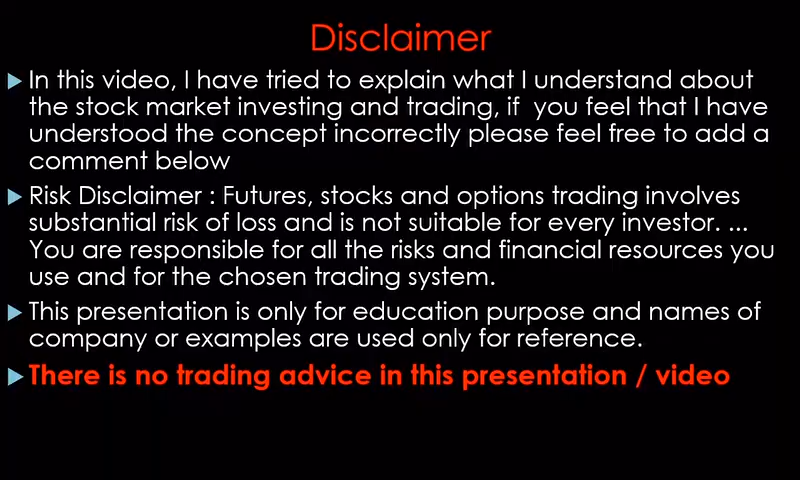 Disclaimer
In this video, I have tried to explain what I understand about
the stock market investing and trading, if  you feel that I have
understood the concept incorrectly please feel free to add a
comment below
Risk Disclaimer : Futures, stocks and options trading involves
substantial risk of loss and is not suitable for every investor. ...
You are responsible for all the risks and financial resources you
use and for the chosen trading system.
This presentation is only for education purpose and names of
company or examples are used only for reference.
There is no trading advice in this presentation / video